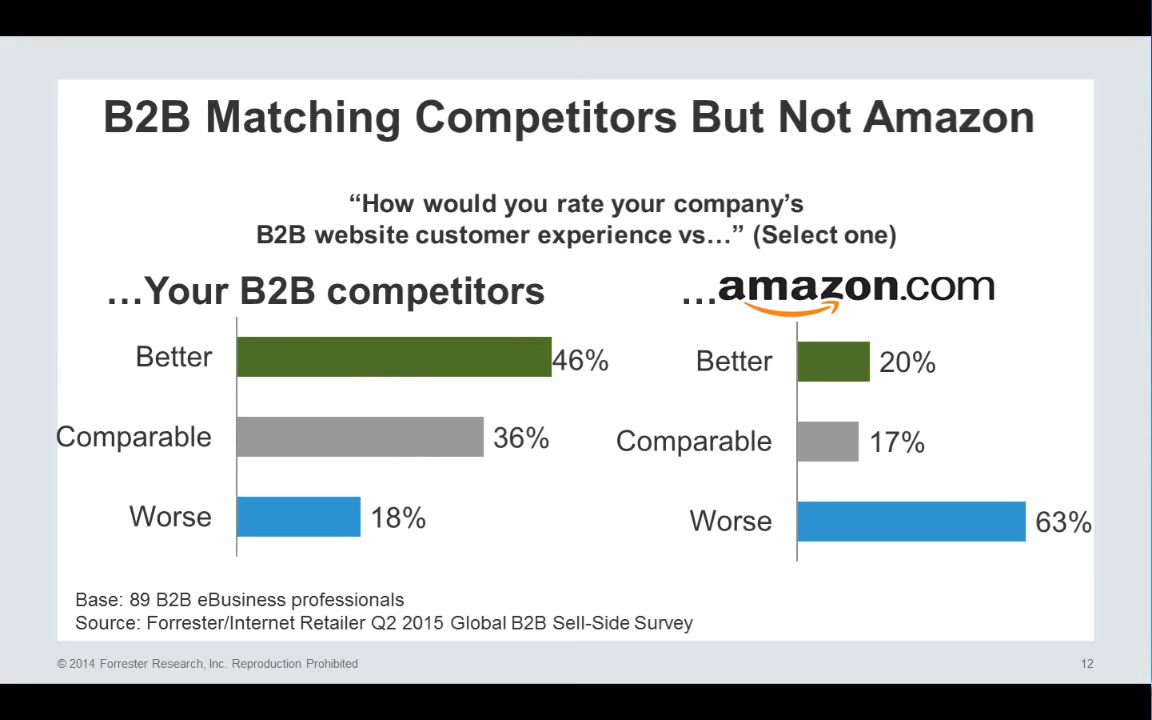 B2B Matching Competitors But Not Amazon
“How would you rate your company’s
B2B website customer experience vs…” (Select one)
…Your B2B competitors
Better 46%
Comparable 36%
Worse 18%
…amazon.com
Better 20%
Comparable 17%
Worse 63%
Base: 89 B2B eBusiness professionals
Source: Forrester/Internet Retailer Q2 2015 Global B2B Sell-Side Survey
© 2014 Forrester Research, Inc. Reproduction Prohibited 12